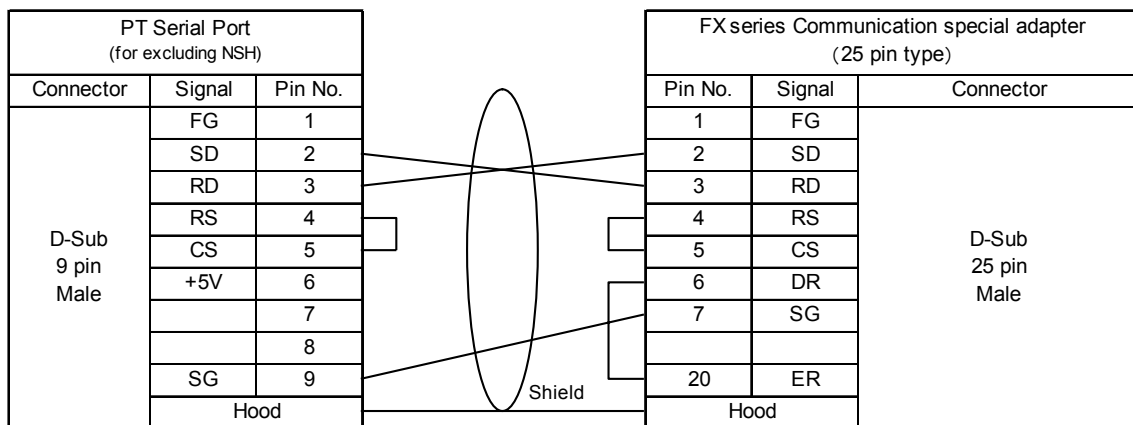 PT Serial Port
(for excluding NSH)
FX series Communication special adapter
(25 pin type)
Connector Signal Pin No.
Pin No. Signal Connector
FG 1
1 FG
SD 2
2 SD
RD 3
3 RD
RS 4
4 RS
CS 5
5 CS
+5V 6
6 DR
7
7 SG
8
SG 9
20 ER
D-Sub
9 pin
Male
D-Sub
25 pin
Male
Shield
Hood
Hood